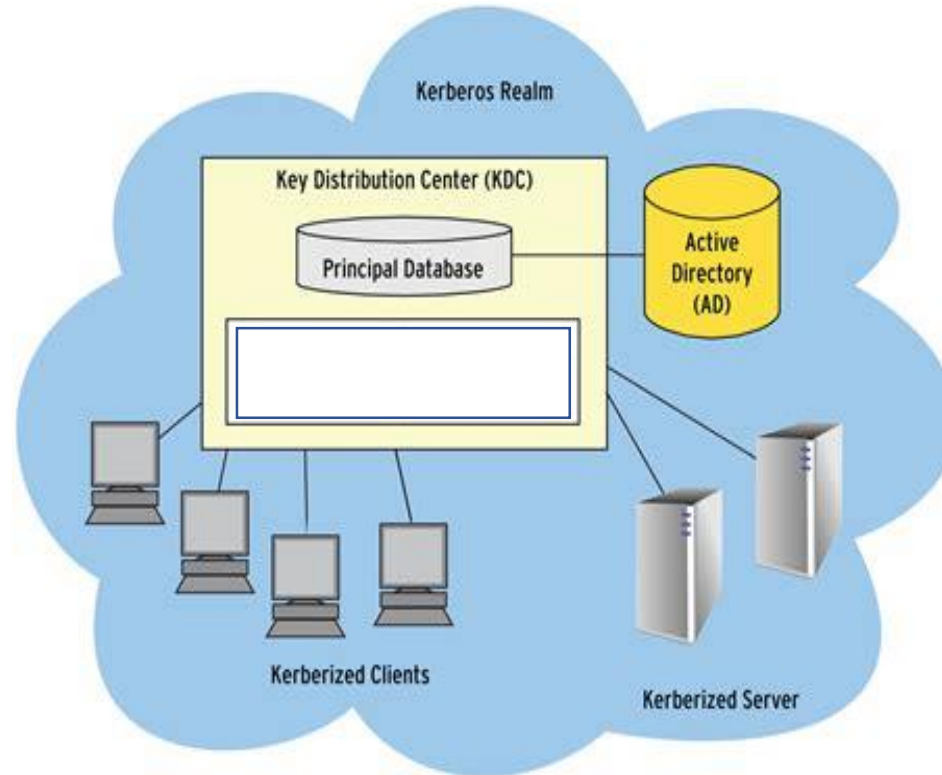 Kerberos Realm
Key Distribution Center (KDC)
Principal Database
Active
Directory
(AD)
Kerberized Clients
Kerberized Server